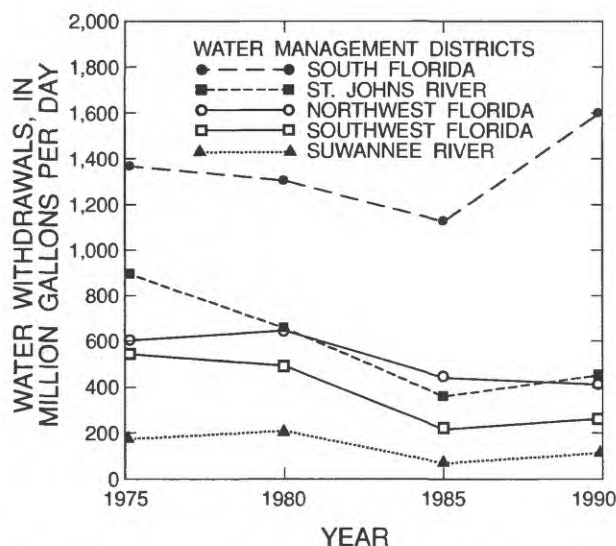 2,000
1,800
1,600
1,400
1,200
1,000
800
600
400
200
0
WATER WITHDRAWALS, IN
MILLION GALLONS PER DAY
WATER MANAGEMENT DISTRICTS
SOUTH FLORIDA
ST. JOHNS RIVER
NORTHWEST FLORIDA
SOUTHWEST FLORIDA
SUWANNEE RIVER
1975 1980 1985 1990
YEAR